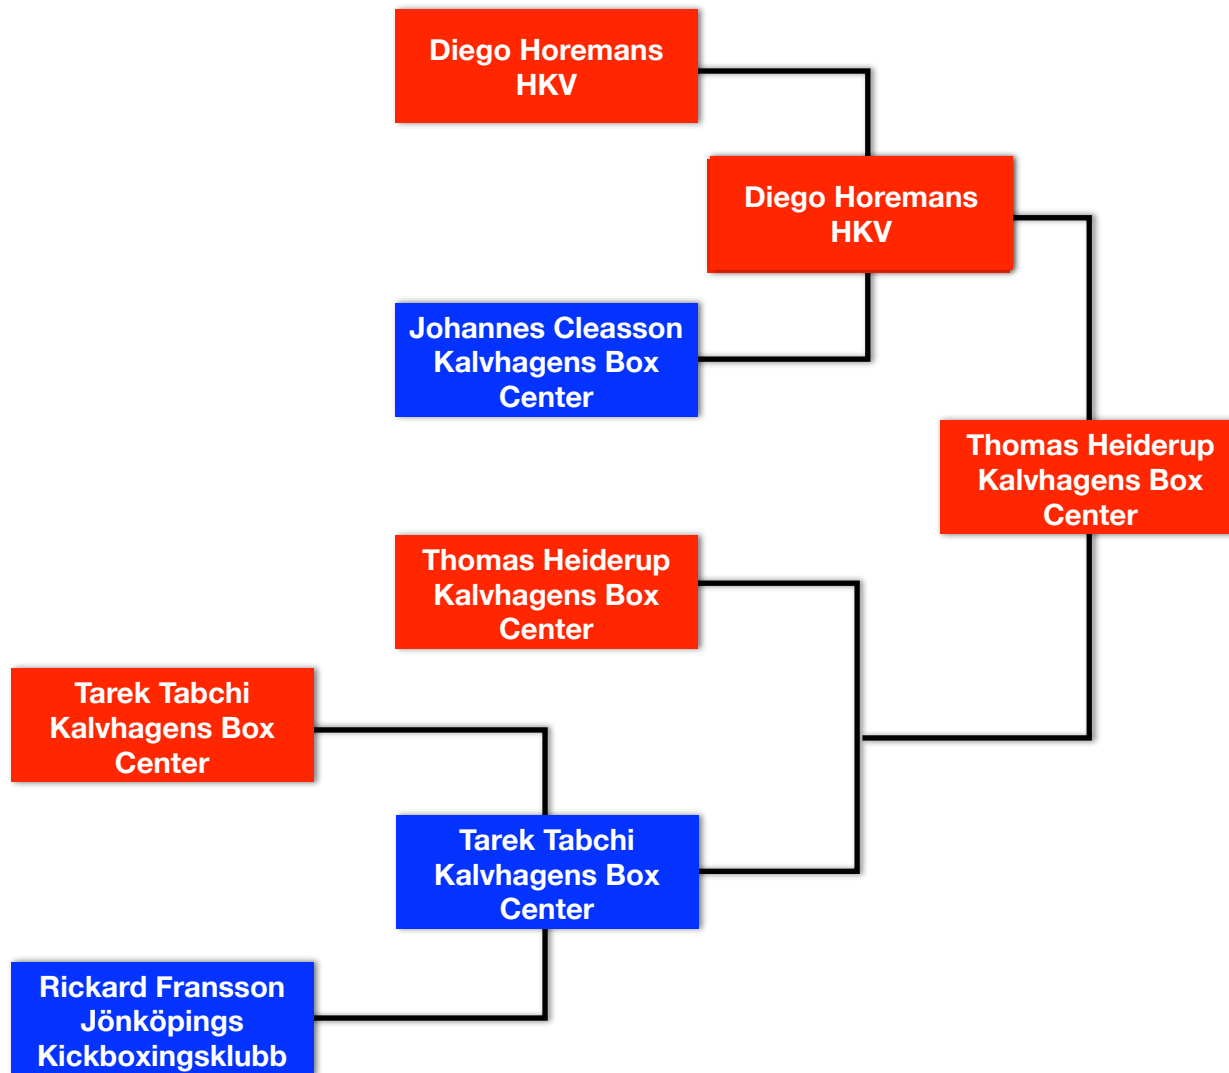 Diego Horemans
HKV
Diego Horemans
HKV
Johannes Cleasson
Kalvhagens Box
Center
Thomas Heiderup
Kalvhagens Box
Center
Thomas Heiderup
Kalvhagens Box
Center
Tarek Tabchi
Kalvhagens Box
Center
Tarek Tabchi
Kalvhagens Box
Center
Rickard Fransson
Jönköpings
Kickboxingsklubb